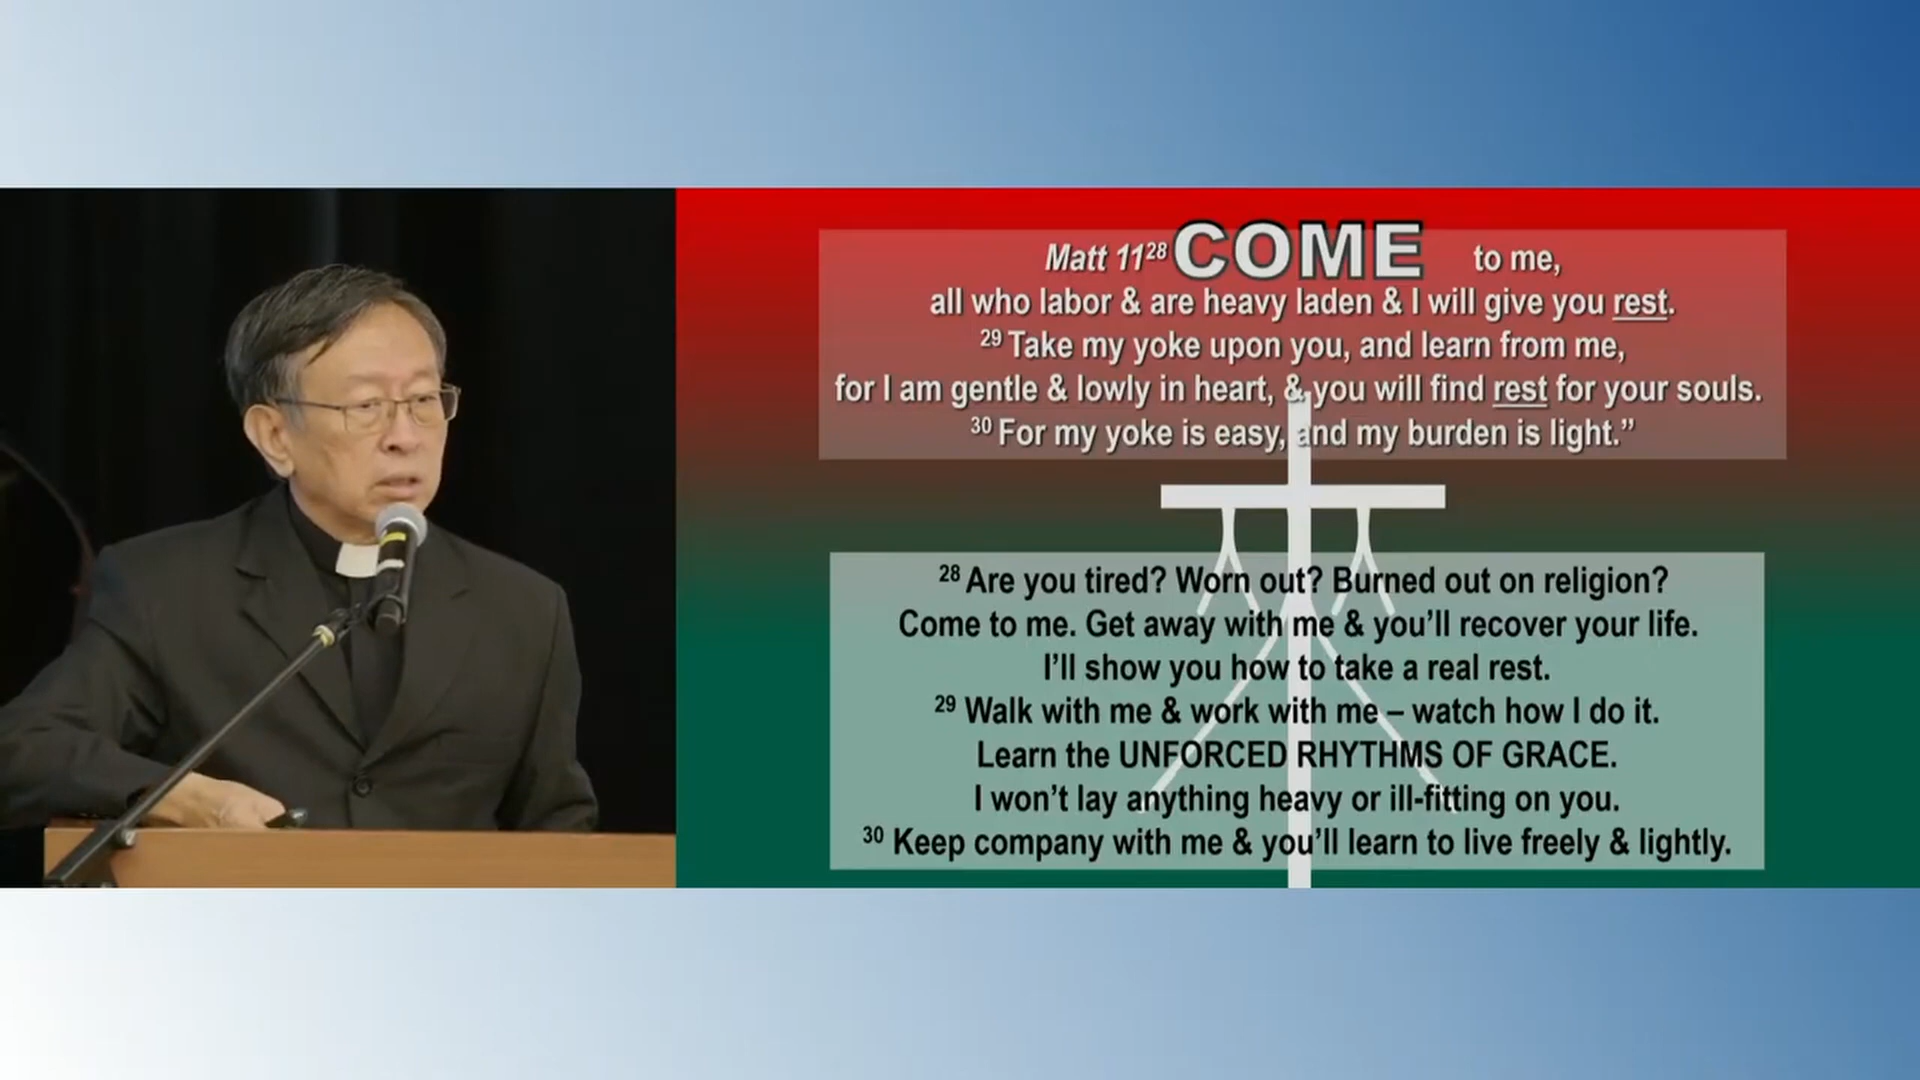 Matt 11²⁸ COME to me,
all who labor & are heavy laden & I will give you rest.
²⁹ Take my yoke upon you, and learn from me,
for I am gentle & lowly in heart, & you will find rest for your souls.
³⁰ For my yoke is easy, and my burden is light.”
²⁸ Are you tired? Worn out? Burned out on religion?
Come to me. Get away with me & you’ll recover your life.
I’ll show you how to take a real rest.
²⁹ Walk with me & work with me – watch how I do it.
Learn the UNFORCED RHYTHMS OF GRACE.
I won’t lay anything heavy or ill-fitting on you.
³⁰ Keep company with me & you’ll learn to live freely & lightly.